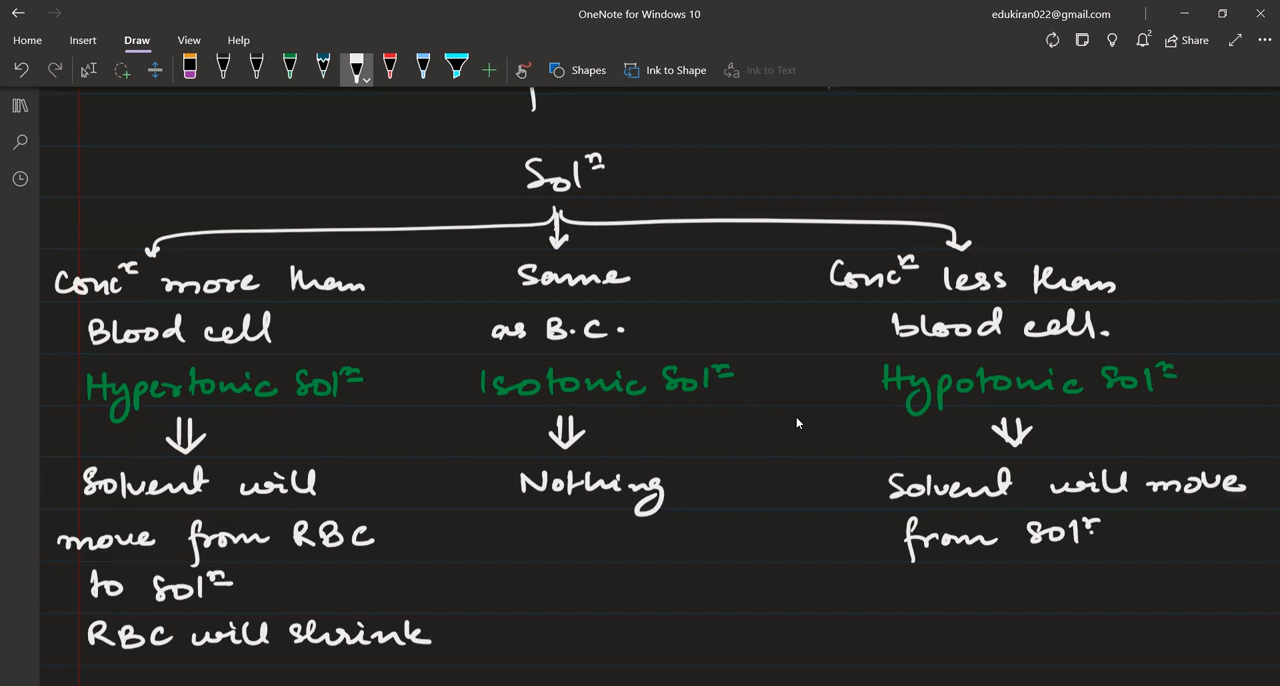 OneNote for Windows 10
edukiran022@gmail.com
Home Insert Draw View Help
Share
Shapes
Ink to Shape
Ink to Text
Solⁿ
Concⁿ more than
Blood cell
Hypertonic Solⁿ
Solvent will
move from RBC
to Solⁿ
RBC will shrink
Same
as B.C.
Isotonic Solⁿ
Nothing
Concⁿ less than
blood cell.
Hypotonic Solⁿ
Solvent will move
from Solⁿ